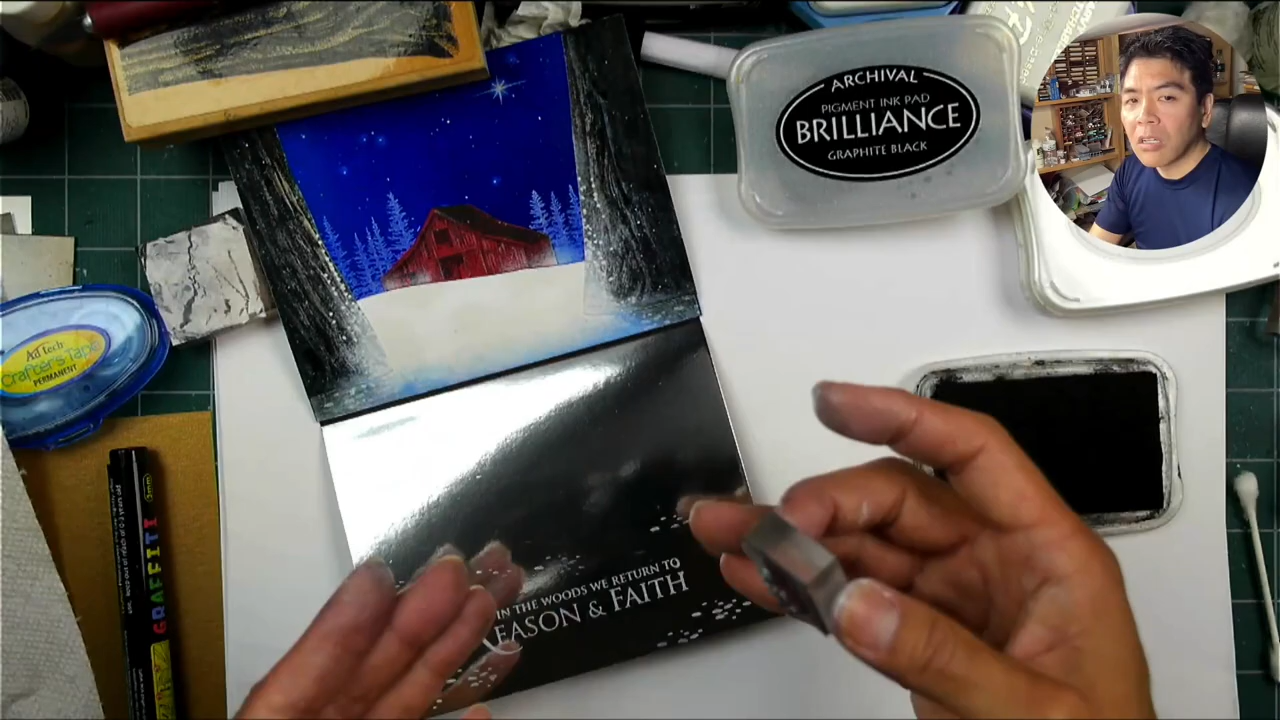 ARCHIVAL
PIGMENT INK PAD
BRILLIANCE
GRAPHITE BLACK
Ad Tech
Crafter's Tape
PERMANENT
GRAFFITI
IN THE WOODS WE RETURN TO
REASON & FAITH